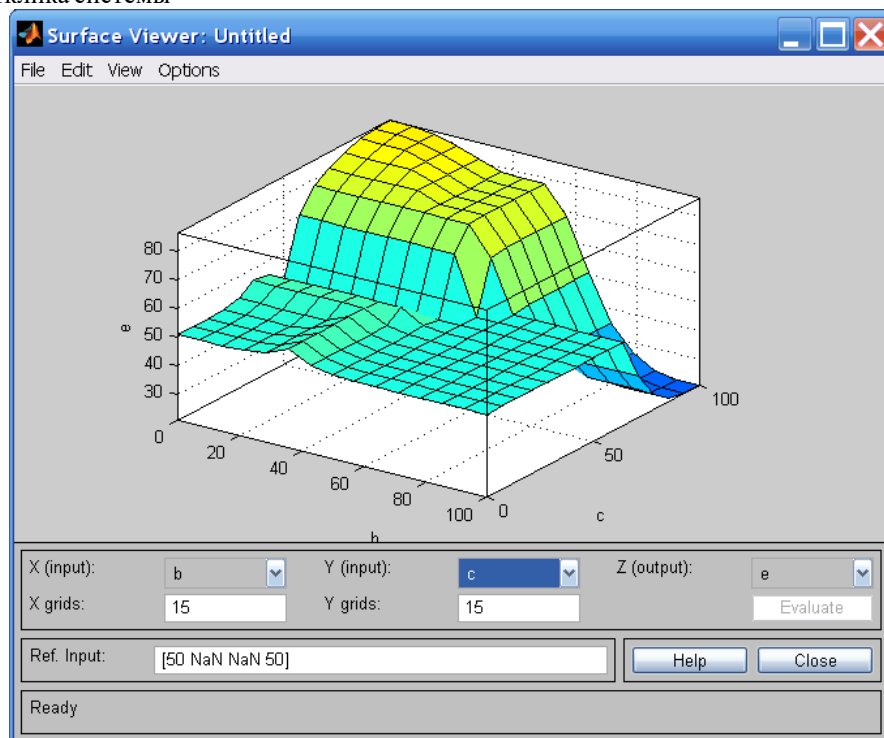 системы
Surface Viewer: Untitled
File Edit View Options
80
70
60
50
40
30
e
0
20
40
60
80
100
0
50
100
c
X (input): b Y (input): c Z (output): e
X grids: 15 Y grids: 15 Evaluate
Ref. Input: [50 NaN NaN 50] Help Close
Ready